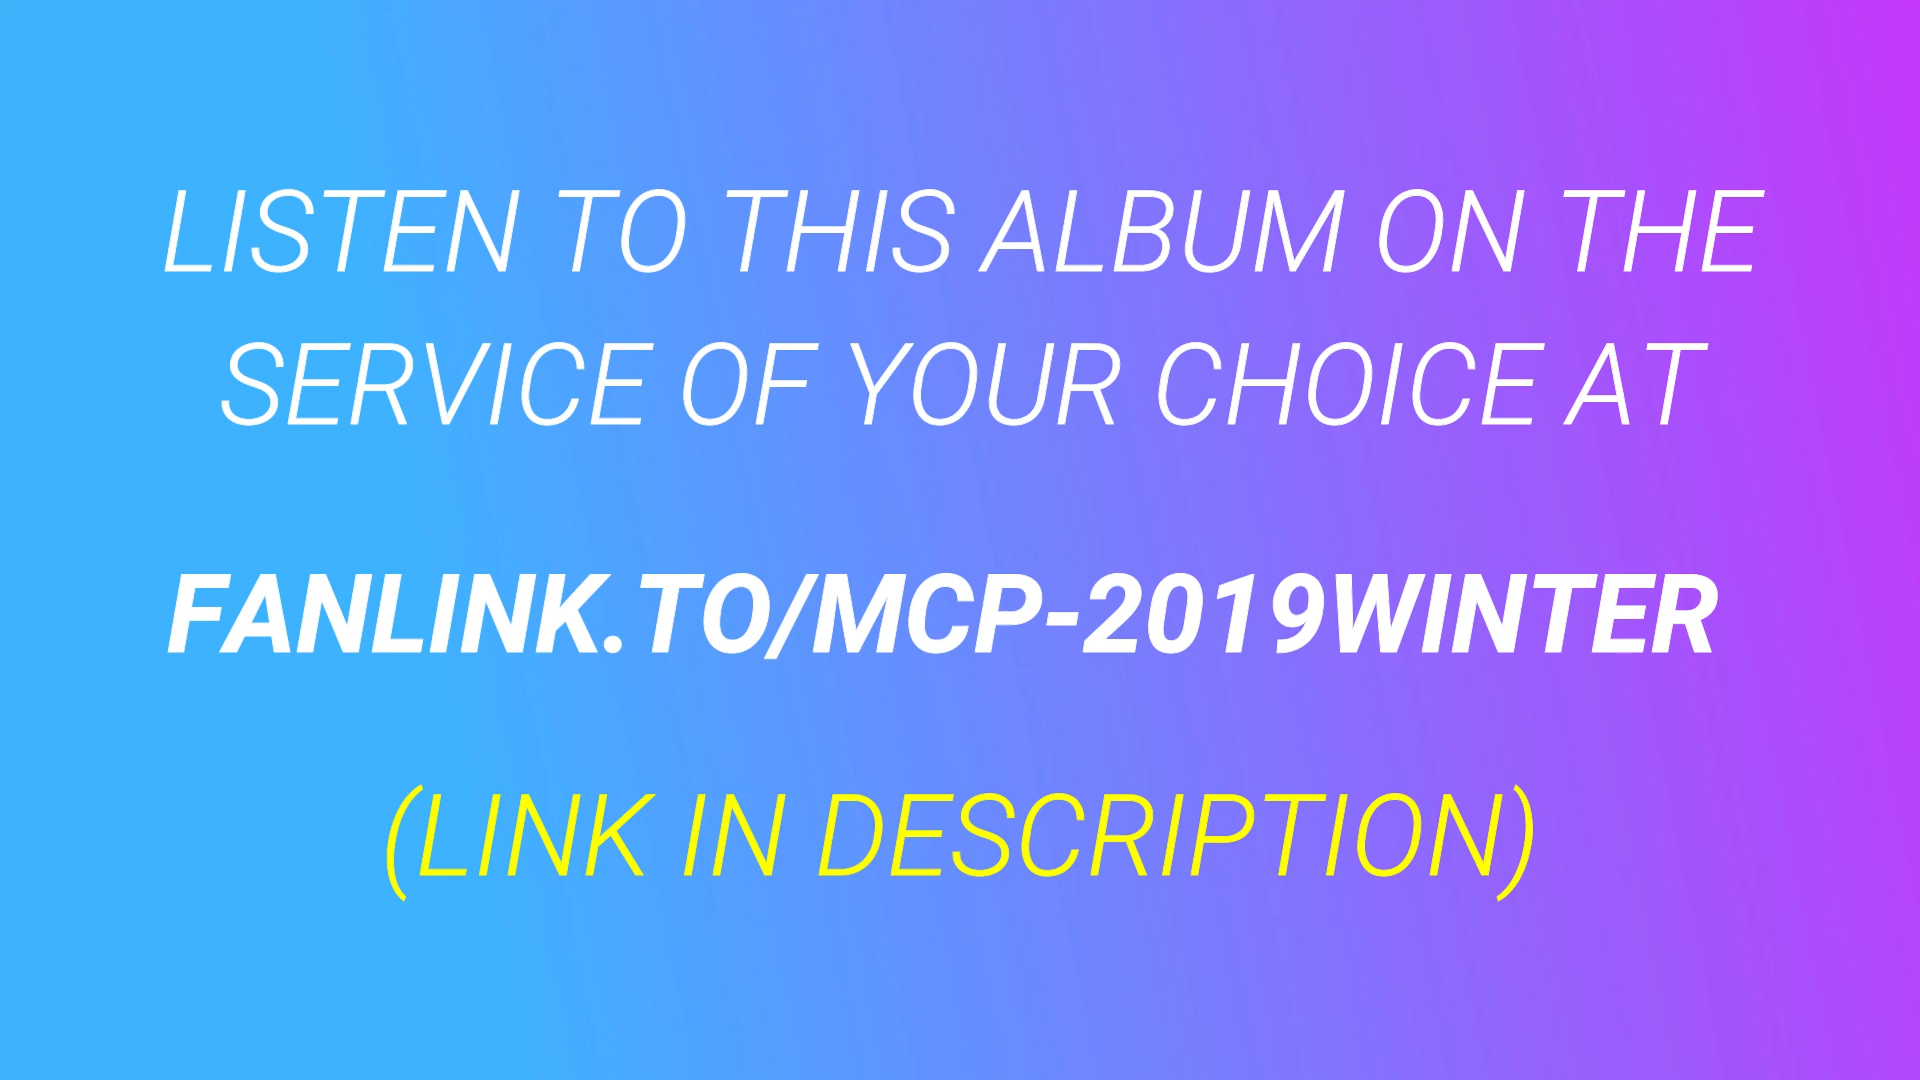 LISTEN TO THIS ALBUM ON THE
SERVICE OF YOUR CHOICE AT
FANLINK.TO/MCP-2019WINTER
(LINK IN DESCRIPTION)